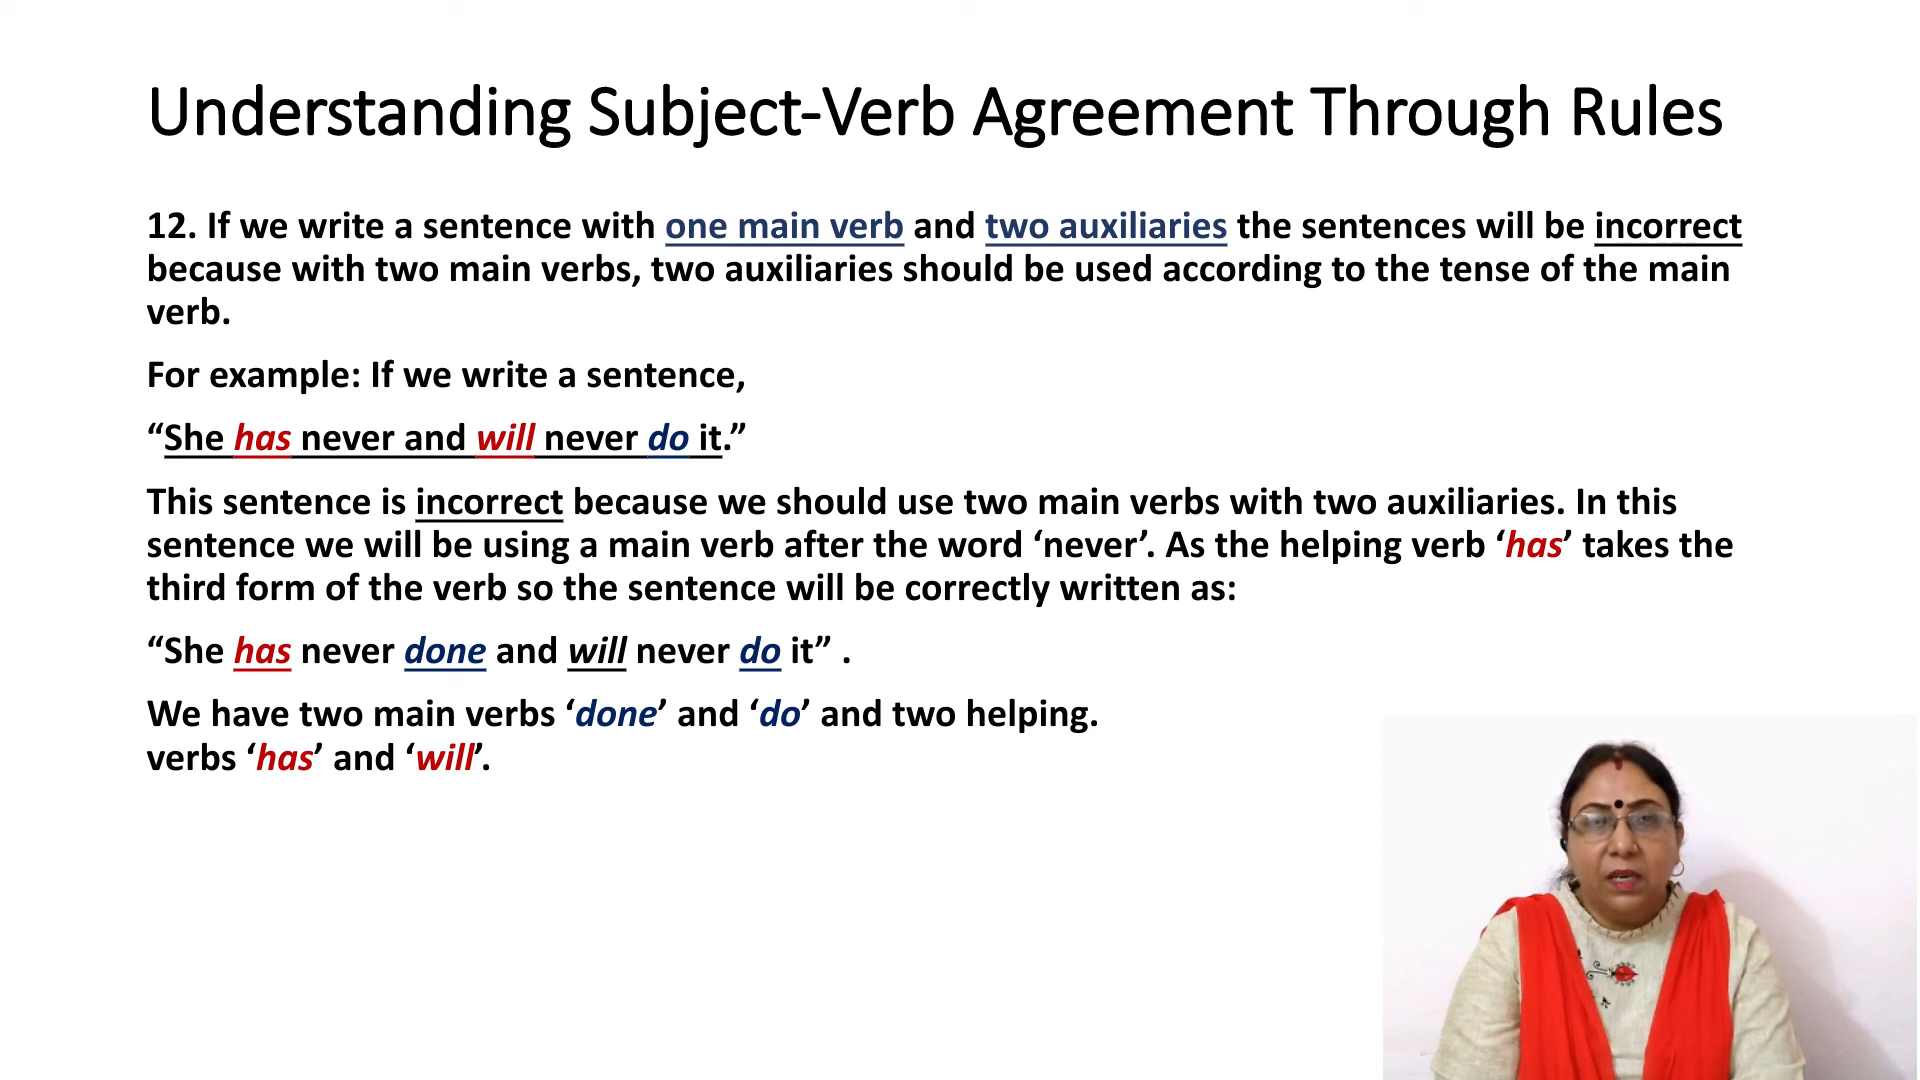 Understanding Subject-Verb Agreement Through Rules
12. If we write a sentence with one main verb and two auxiliaries the sentences will be incorrect
because with two main verbs, two auxiliaries should be used according to the tense of the main
verb.
For example: If we write a sentence,
“She has never and will never do it.”
This sentence is incorrect because we should use two main verbs with two auxiliaries. In this
sentence we will be using a main verb after the word ‘never’. As the helping verb ‘has’ takes the
third form of the verb so the sentence will be correctly written as:
“She has never done and will never do it” .
We have two main verbs ‘done’ and ‘do’ and two helping.
verbs ‘has’ and ‘will’.